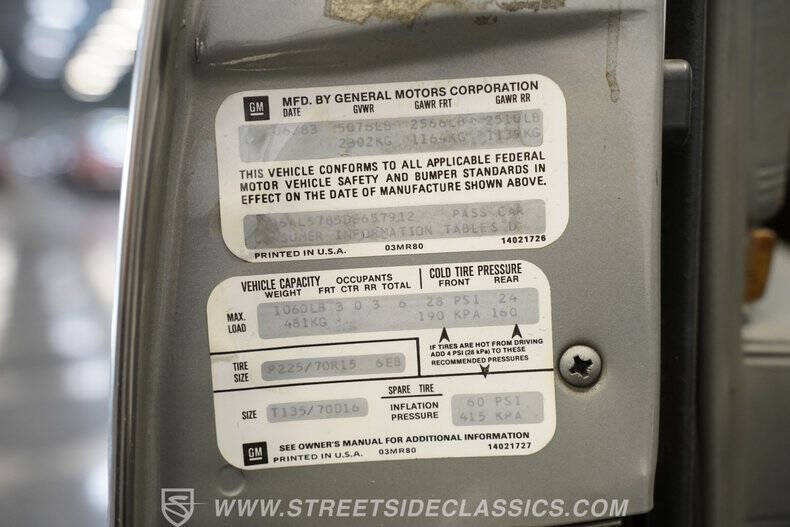 GM
MFD. BY GENERAL MOTORS CORPORATION
DATE GVWR GAWR FRT GAWR RR
06/83 5076LB 2566LB 2510LB
2302KG 1164KG 1139KG
THIS VEHICLE CONFORMS TO ALL APPLICABLE FEDERAL
MOTOR VEHICLE SAFETY AND BUMPER STANDARDS IN
EFFECT ON THE DATE OF MANUFACTURE SHOWN ABOVE.
PASS CAR
INFORMATION TABLES
PRINTED IN U.S.A. 03MR80 14021726
VEHICLE CAPACITY OCCUPANTS COLD TIRE PRESSURE
WEIGHT FRT CTR RR TOTAL FRONT REAR
MAX. LOAD
1060LB 3 0 3 6 28 PSI 24
481KG 190 KPA 160
IF TIRES ARE HOT FROM DRIVING
ADD 4 PSI (28 kPa) TO THESE
RECOMMENDED PRESSURES
TIRE SIZE P225/70R15 6EB
SPARE TIRE
SIZE T135/70D16 INFLATION PRESSURE 60 PSI
415 KPA
GM
SEE OWNER'S MANUAL FOR ADDITIONAL INFORMATION
PRINTED IN U.S.A. 03MR80 14021727
WWW.STREETSIDECLASSICS.COM